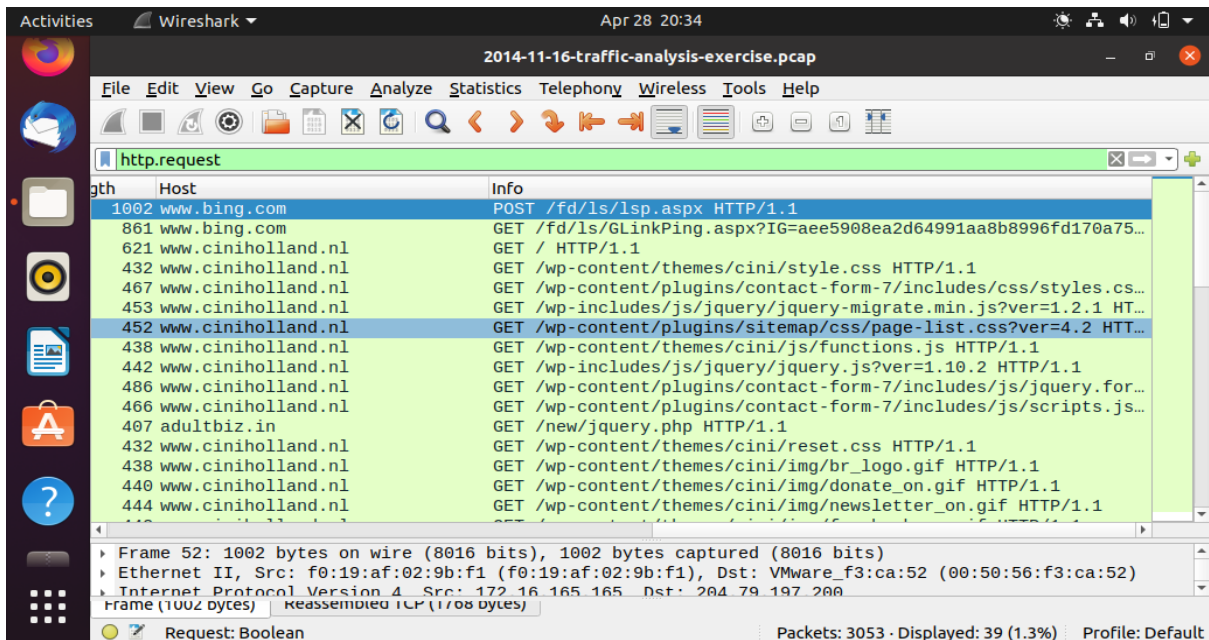 Activities Wireshark Apr 28 20:34
2014-11-16-traffic-analysis-exercise.pcap
File Edit View Go Capture Analyze Statistics Telephony Wireless Tools Help
http.request
gth Host Info
1002 www.bing.com POST /fd/ls/lsp.aspx HTTP/1.1
861 www.bing.com GET /fd/ls/GLinkPing.aspx?IG=aee5908ea2d64991aa8b8996fd170a75…
621 www.ciniholland.nl GET / HTTP/1.1
432 www.ciniholland.nl GET /wp-content/themes/cini/style.css HTTP/1.1
467 www.ciniholland.nl GET /wp-content/plugins/contact-form-7/includes/css/styles.cs…
453 www.ciniholland.nl GET /wp-includes/js/jquery/jquery-migrate.min.js?ver=1.2.1 HT…
452 www.ciniholland.nl GET /wp-content/plugins/sitemap/css/page-list.css?ver=4.2 HTT…
438 www.ciniholland.nl GET /wp-content/themes/cini/js/functions.js HTTP/1.1
442 www.ciniholland.nl GET /wp-includes/js/jquery/jquery.js?ver=1.10.2 HTTP/1.1
486 www.ciniholland.nl GET /wp-content/plugins/contact-form-7/includes/js/jquery.for…
466 www.ciniholland.nl GET /wp-content/plugins/contact-form-7/includes/js/scripts.js…
407 adultbiz.in GET /new/jquery.php HTTP/1.1
432 www.ciniholland.nl GET /wp-content/themes/cini/reset.css HTTP/1.1
438 www.ciniholland.nl GET /wp-content/themes/cini/img/br_logo.gif HTTP/1.1
440 www.ciniholland.nl GET /wp-content/themes/cini/img/donate_on.gif HTTP/1.1
444 www.ciniholland.nl GET /wp-content/themes/cini/img/newsletter_on.gif HTTP/1.1
Frame 52: 1002 bytes on wire (8016 bits), 1002 bytes captured (8016 bits)
Ethernet II, Src: f0:19:af:02:9b:f1 (f0:19:af:02:9b:f1), Dst: VMware_f3:ca:52 (00:50:56:f3:ca:52)
Internet Protocol Version 4, Src: 172.16.165.165, Dst: 204.79.197.200
Frame (1002 bytes) Reassembled TCP (1768 bytes)
Request: Boolean Packets: 3053 · Displayed: 39 (1.3%) Profile: Default